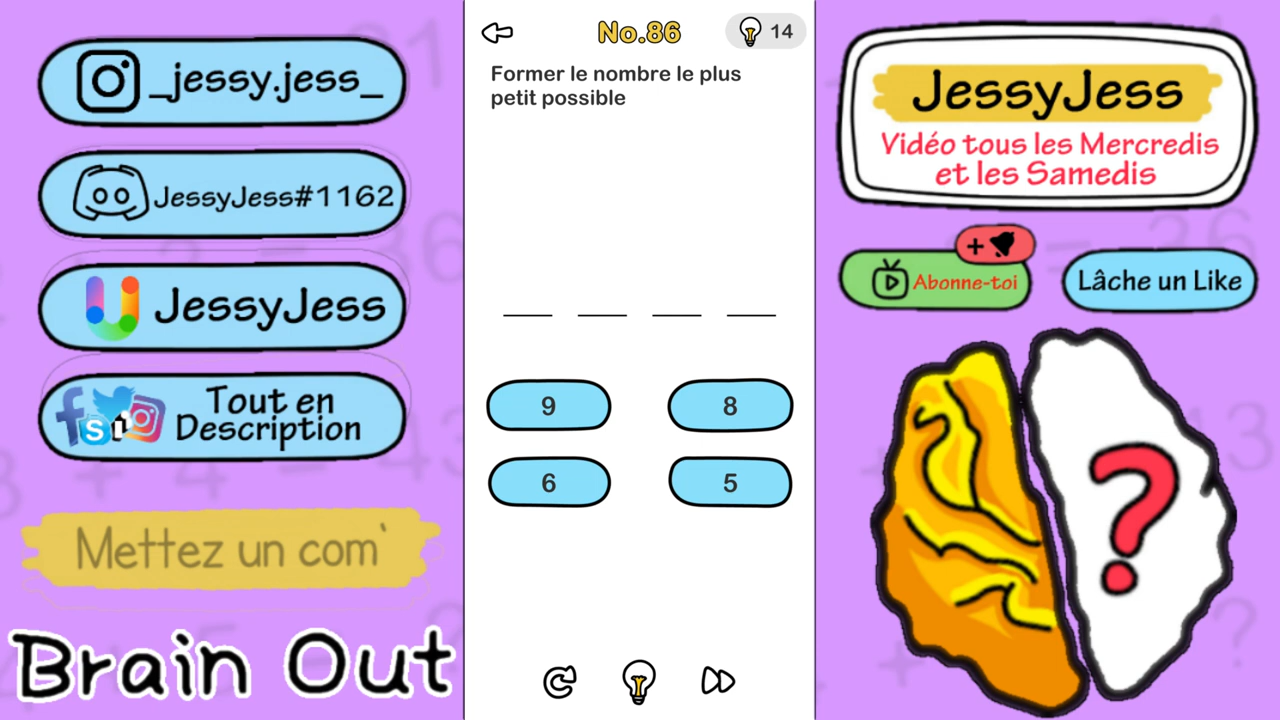 _jessy.jess_
JessyJess#1162
JessyJess
Tout en
Description
Mettez un com'
Brain Out
No.86
14
Former le nombre le plus
petit possible
9
8
6
5
JessyJess
Vidéo tous les Mercredis
et les Samedis
+
Abonne-toi
Lâche un Like
?